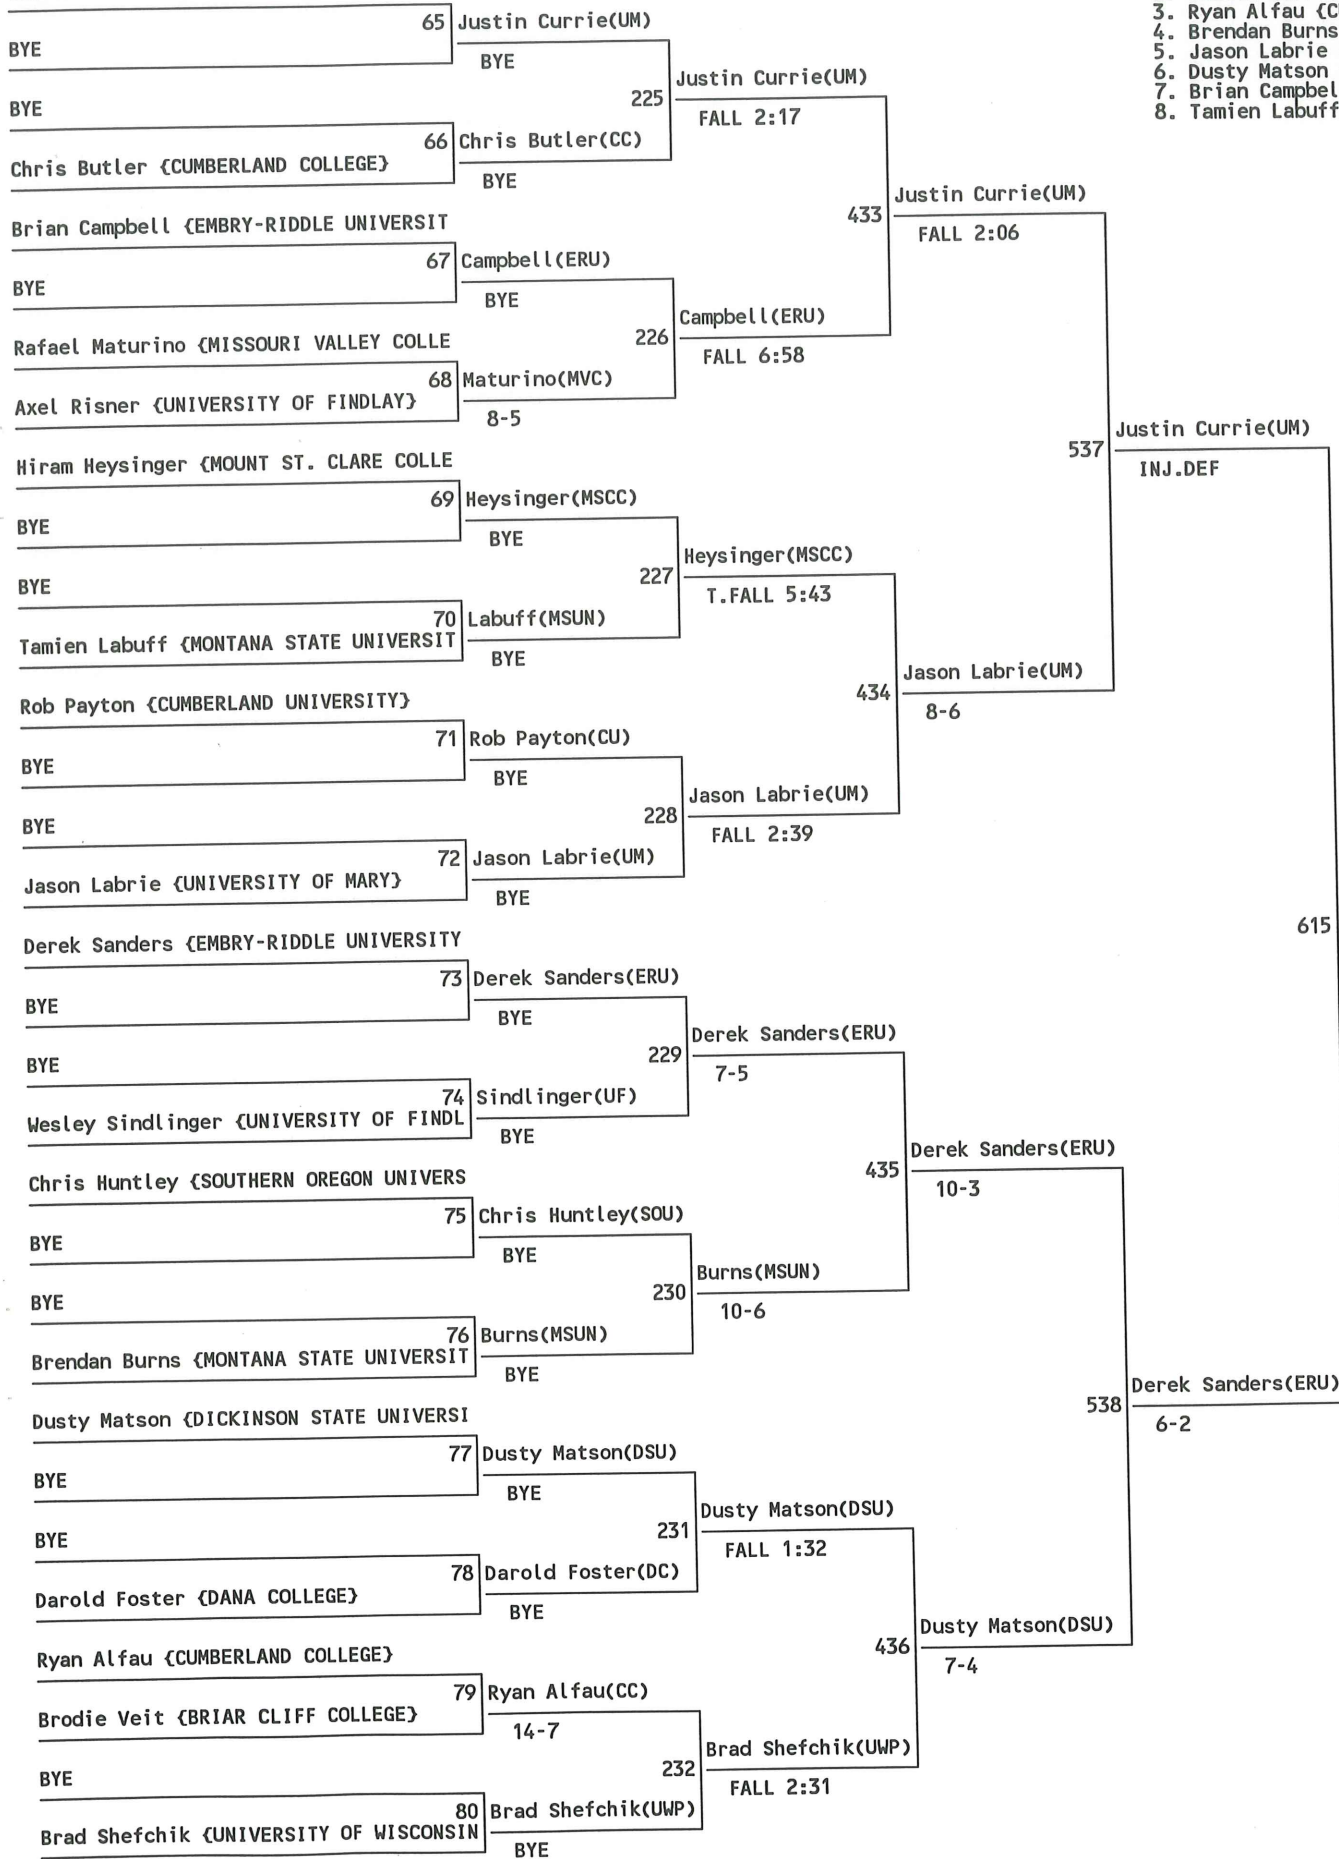 3. Ryan Alfau {C
4. Brendan Burns
5. Jason Labrie
6. Dusty Matson
7. Brian Campbel
8. Tamien Labuff
65 Justin Currie(UM)
BYE
BYE
225 Justin Currie(UM)
FALL 2:17
BYE
66 Chris Butler(CC)
Chris Butler {CUMBERLAND COLLEGE}
BYE
433 Justin Currie(UM)
FALL 2:06
Brian Campbell {EMBRY-RIDDLE UNIVERSIT
67 Campbell(ERU)
BYE
BYE
226 Campbell(ERU)
FALL 6:58
Rafael Maturino {MISSOURI VALLEY COLLE
68 Maturino(MVC)
Axel Risner {UNIVERSITY OF FINDLAY}
8-5
537 Justin Currie(UM)
INJ.DEF
Hiram Heysinger {MOUNT ST. CLARE COLLE
69 Heysinger(MSCC)
BYE
BYE
227 Heysinger(MSCC)
T.FALL 5:43
BYE
70 Labuff(MSUN)
Tamien Labuff {MONTANA STATE UNIVERSIT
BYE
434 Jason Labrie(UM)
8-6
Rob Payton {CUMBERLAND UNIVERSITY}
71 Rob Payton(CU)
BYE
BYE
228 Jason Labrie(UM)
FALL 2:39
BYE
72 Jason Labrie(UM)
Jason Labrie {UNIVERSITY OF MARY}
BYE
615
Derek Sanders {EMBRY-RIDDLE UNIVERSITY
73 Derek Sanders(ERU)
BYE
BYE
229 Derek Sanders(ERU)
7-5
BYE
74 Sindlinger(UF)
Wesley Sindlinger {UNIVERSITY OF FINDL
BYE
435 Derek Sanders(ERU)
10-3
Chris Huntley {SOUTHERN OREGON UNIVERS
75 Chris Huntley(SOU)
BYE
BYE
230 Burns(MSUN)
10-6
BYE
76 Burns(MSUN)
Brendan Burns {MONTANA STATE UNIVERSIT
BYE
538 Derek Sanders(ERU)
6-2
Dusty Matson {DICKINSON STATE UNIVERSI
77 Dusty Matson(DSU)
BYE
BYE
231 Dusty Matson(DSU)
FALL 1:32
BYE
78 Darold Foster(DC)
Darold Foster {DANA COLLEGE}
BYE
436 Dusty Matson(DSU)
7-4
Ryan Alfau {CUMBERLAND COLLEGE}
79 Ryan Alfau(CC)
Brodie Veit {BRIAR CLIFF COLLEGE}
14-7
232 Brad Shefchik(UWP)
FALL 2:31
BYE
80 Brad Shefchik(UWP)
Brad Shefchik {UNIVERSITY OF WISCONSIN
BYE